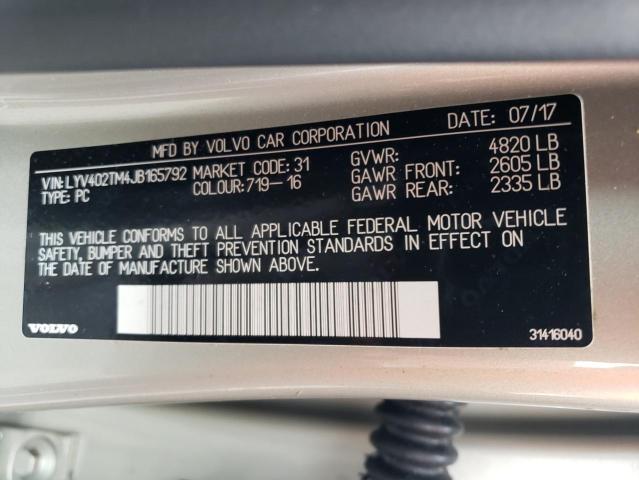 MFD BY VOLVO CAR CORPORATION DATE: 07/17
VIN: LYV402TM4JB165792 MARKET CODE: 31 GVWR: 4820 LB
TYPE: PC COLOUR: 719-16 GAWR FRONT: 2605 LB
GAWR REAR: 2335 LB
THIS VEHICLE CONFORMS TO ALL APPLICABLE FEDERAL MOTOR VEHICLE
SAFETY, BUMPER AND THEFT PREVENTION STANDARDS IN EFFECT ON
THE DATE OF MANUFACTURE SHOWN ABOVE.
VOLVO 31416040